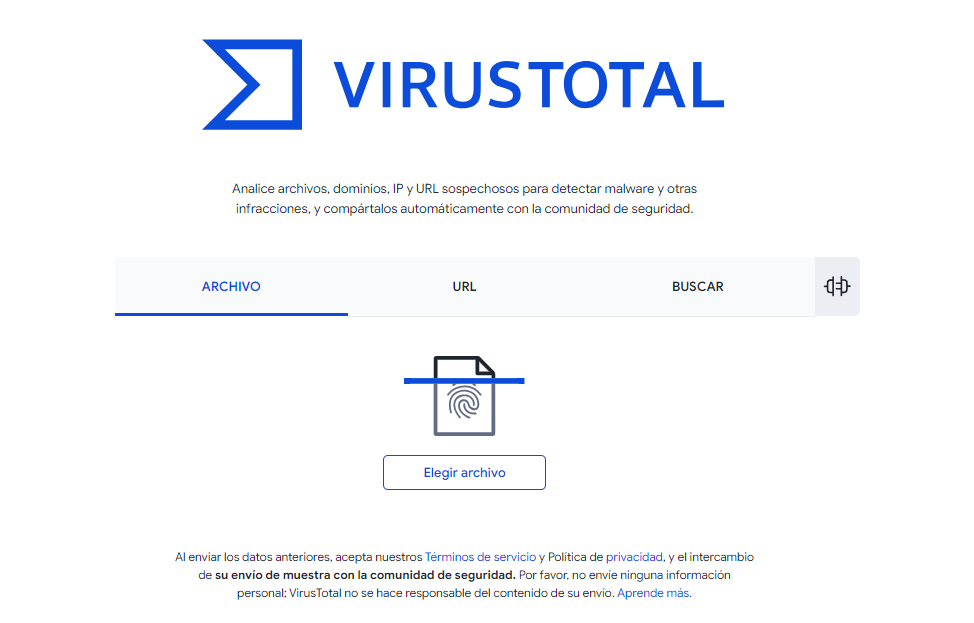 VIRUSTOTAL
Analice archivos, dominios, IP y URL sospechosos para detectar malware y otras
infracciones, y compártalos automáticamente con la comunidad de seguridad.
ARCHIVO
URL
BUSCAR
Elegir archivo
Al enviar los datos anteriores, acepta nuestros Términos de servicio y Política de privacidad, y el intercambio
de su envío de muestra con la comunidad de seguridad. Por favor, no envíe ninguna información
personal; VirusTotal no se hace responsable del contenido de su envío. Aprende más.